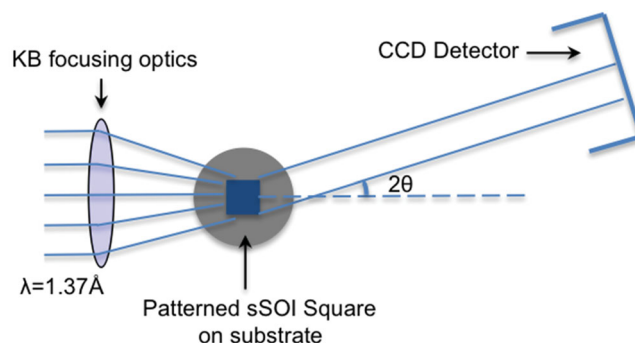 CCD Detector
KB focusing optics
2θ
λ=1.37Å
Patterned sSOI Square
on substrate